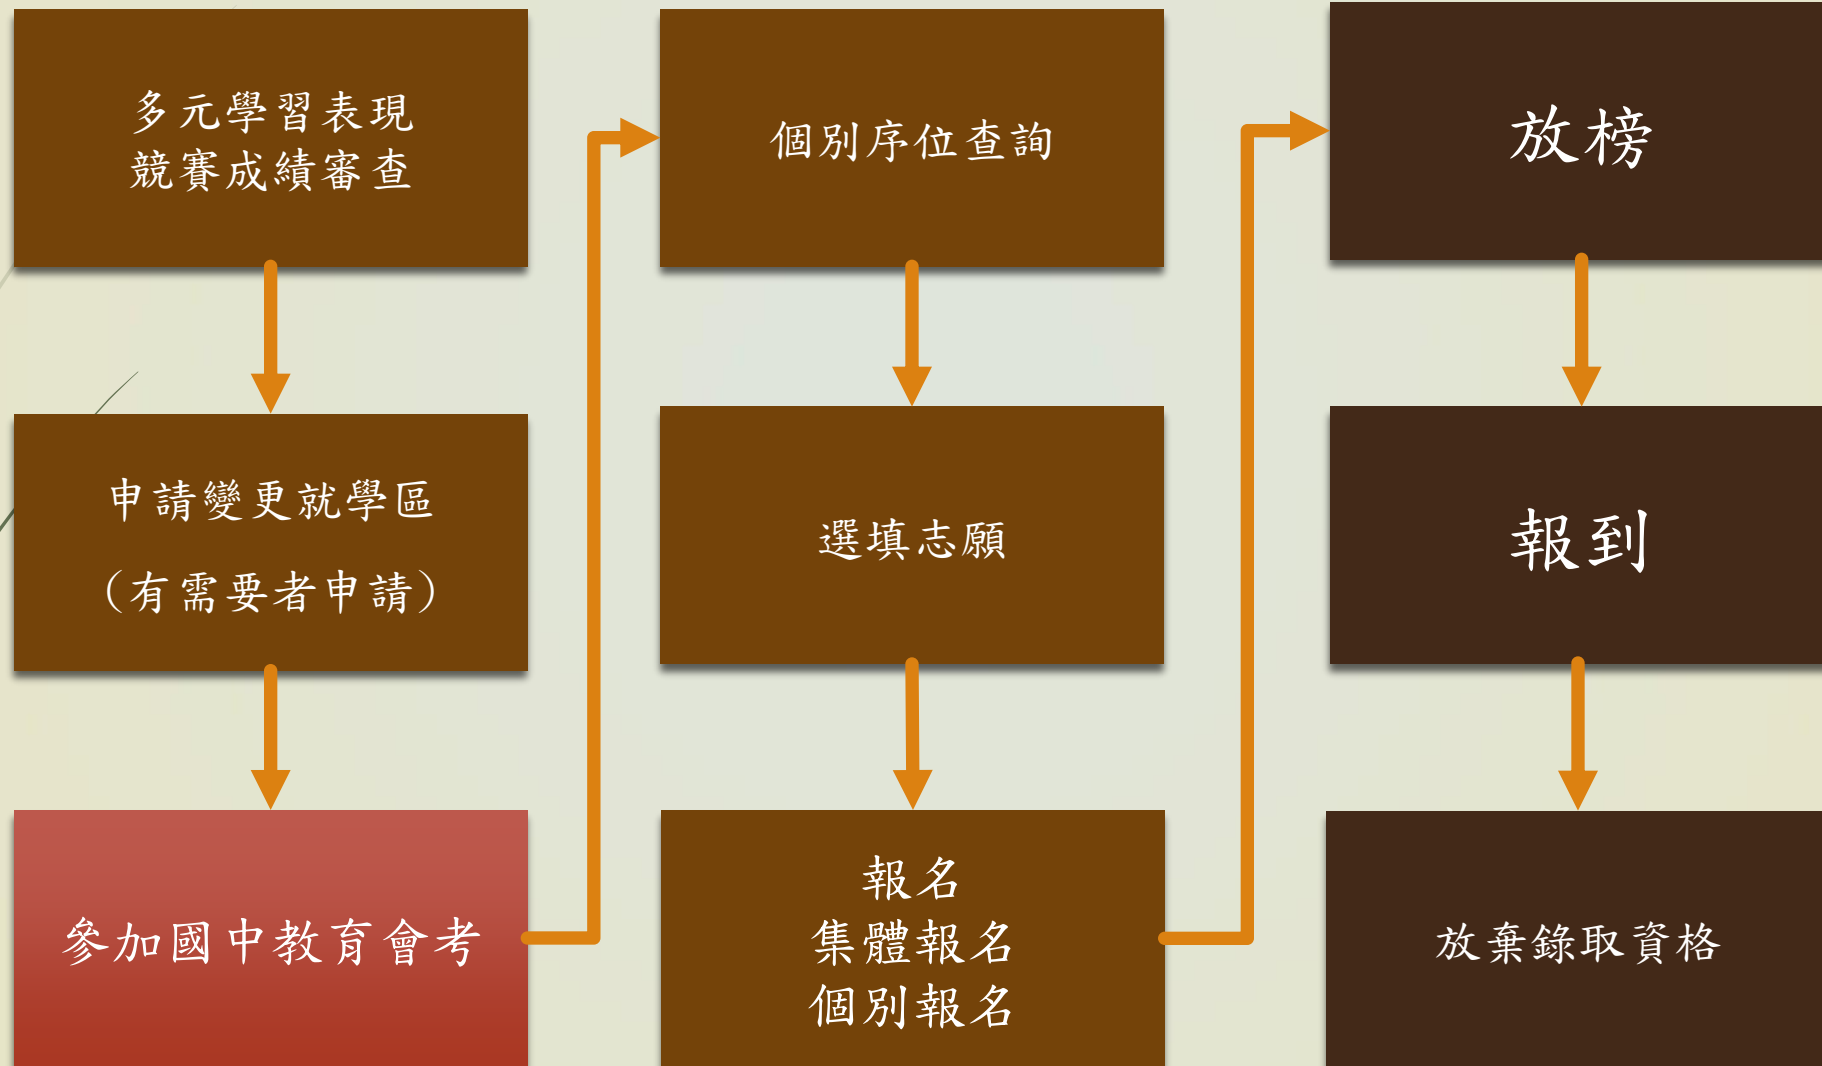 多元學習表現
競賽成績審查
申請變更就學區
（有需要者申請）
參加國中教育會考
個別序位查詢
選填志願
報名
集體報名
個別報名
放榜
報到
放棄錄取資格